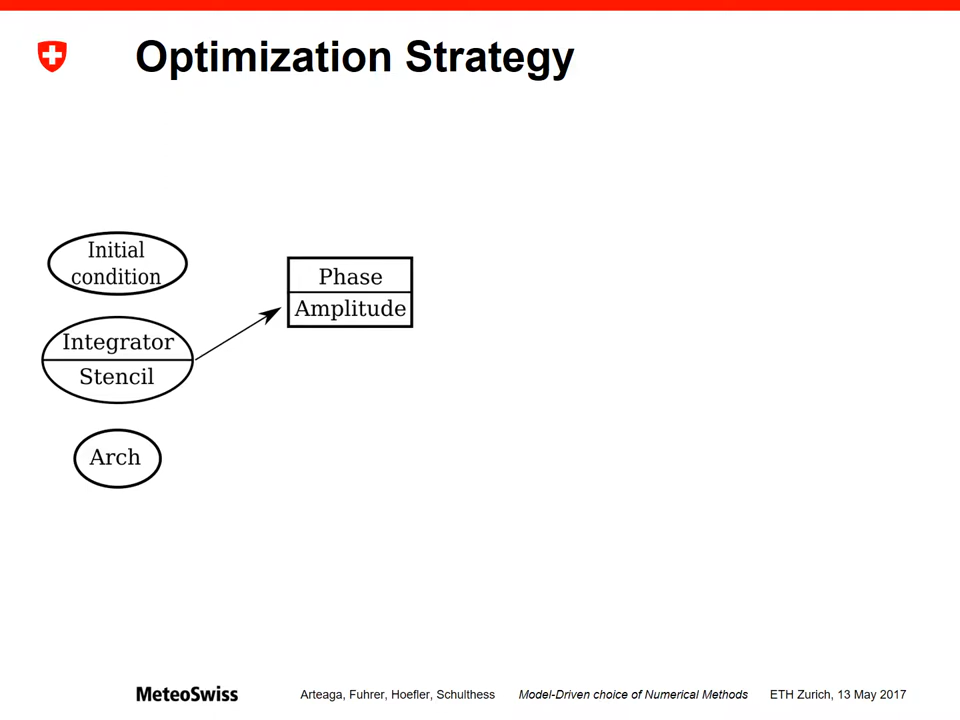 Optimization Strategy
Initial
condition
Integrator
Stencil
Arch
Phase
Amplitude
MeteoSwiss Arteaga, Fuhrer, Hoefler, Schulthess Model-Driven choice of Numerical Methods ETH Zurich, 13 May 2017